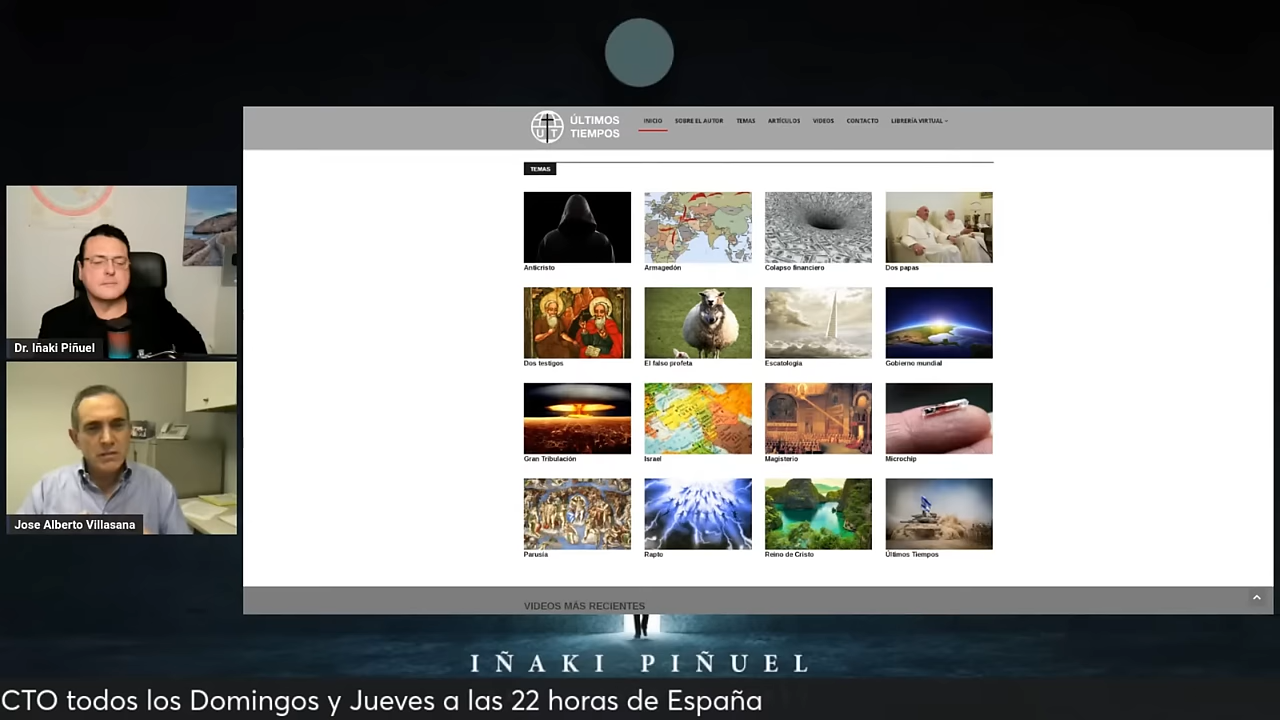 ÚLTIMOS
TIEMPOS
UT
INICIO SOBRE EL AUTOR TEMAS ARTÍCULOS VIDEOS CONTACTO LIBRERÍA VIRTUAL
TEMAS
Anticristo Armagedón Colapso financiero Dos papas
Dos testigos El falso profeta Escatología Gobierno mundial
Gran Tribulación Israel Magisterio Microchip
Parusía Rapto Reino de Cristo Últimos Tiempos
VIDEOS MÁS RECIENTES
Dr. Iñaki Piñuel
Jose Alberto Villasana
IÑAKI PIÑUEL
CTO todos los Domingos y Jueves a las 22 horas de España